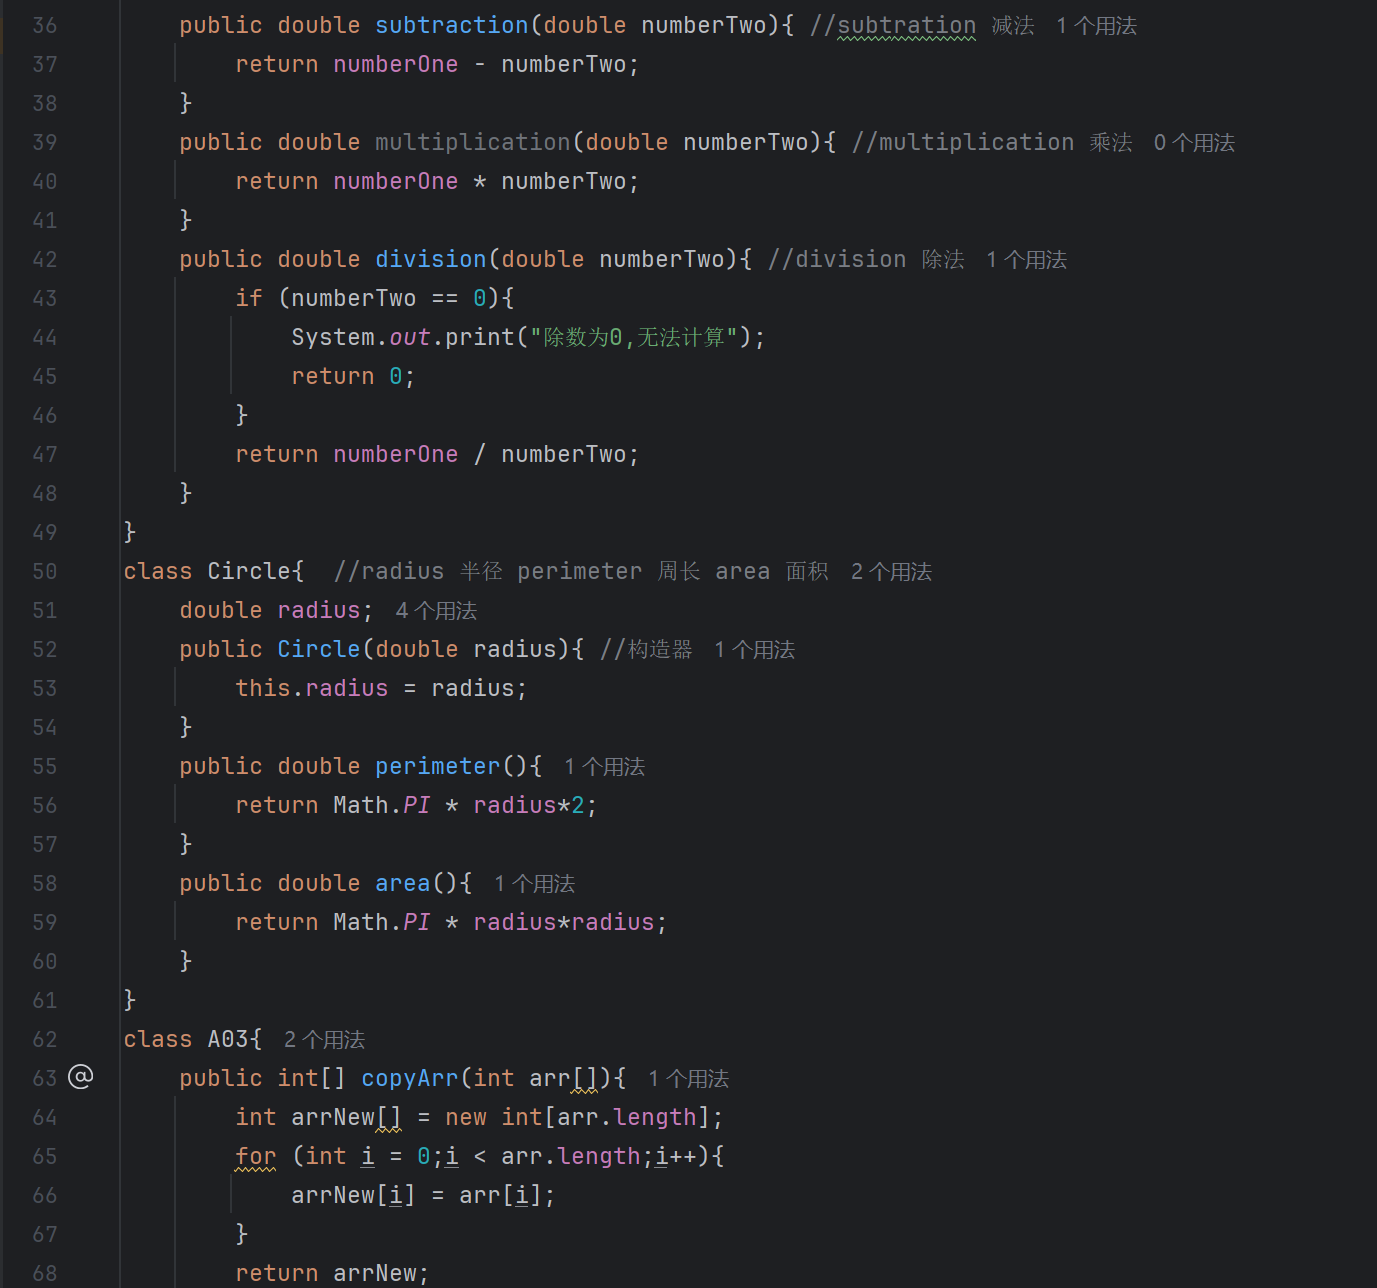 36 public double subtraction(double numberTwo){ //subtration 减法 1个用法
37 return numberOne - numberTwo;
38 }
39 public double multiplication(double numberTwo){ //multiplication 乘法 0个用法
40 return numberOne * numberTwo;
41 }
42 public double division(double numberTwo){ //division 除法 1个用法
43 if (numberTwo == 0){
44 System.out.print("除数为0,无法计算");
45 return 0;
46 }
47 return numberOne / numberTwo;
48 }
49 }
50 class Circle{ //radius 半径 perimeter 周长 area 面积 2个用法
51 double radius; 4个用法
52 public Circle(double radius){ //构造器 1个用法
53 this.radius = radius;
54 }
55 public double perimeter(){ 1个用法
56 return Math.PI * radius*2;
57 }
58 public double area(){ 1个用法
59 return Math.PI * radius*radius;
60 }
61 }
62 class A03{ 2个用法
63 @ public int[] copyArr(int arr[]){ 1个用法
64 int arrNew[] = new int[arr.length];
65 for (int i = 0;i < arr.length;i++){
66 arrNew[i] = arr[i];
67 }
68 return arrNew;